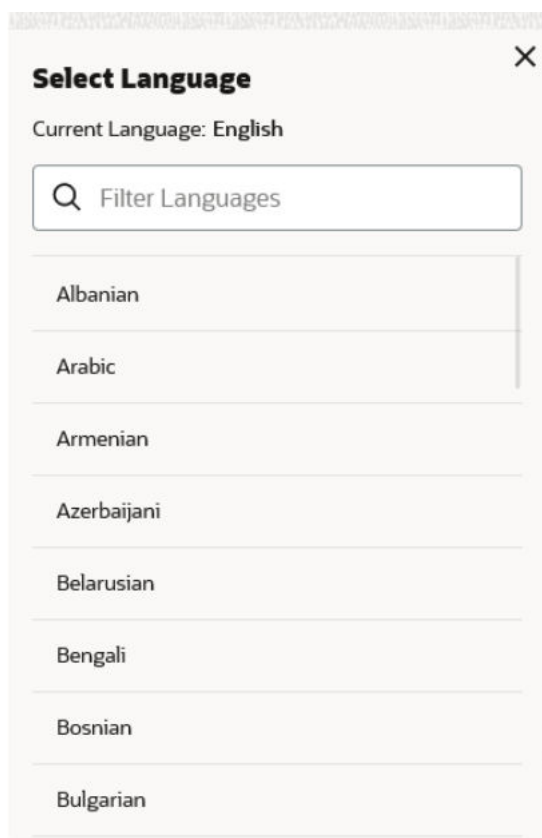 Select Language
Current Language: English
Filter Languages
Albanian
Arabic
Armenian
Azerbaijani
Belarusian
Bengali
Bosnian
Bulgarian